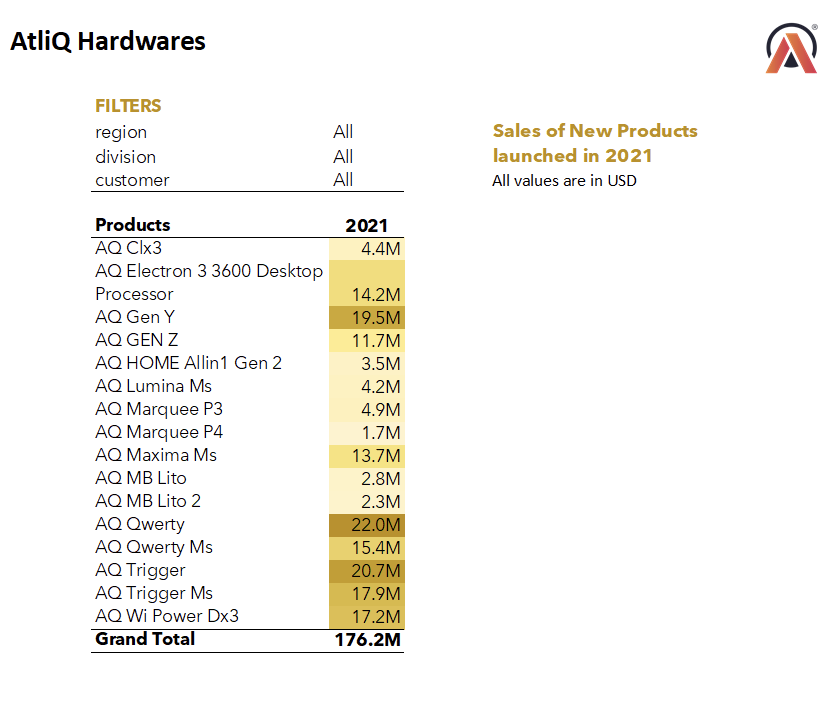 AtliQ Hardwares
®
FILTERS
region All
division All
customer All
Sales of New Products
launched in 2021
All values are in USD
Products 2021
AQ Clx3 4.4M
AQ Electron 3 3600 Desktop
Processor 14.2M
AQ Gen Y 19.5M
AQ GEN Z 11.7M
AQ HOME Allin1 Gen 2 3.5M
AQ Lumina Ms 4.2M
AQ Marquee P3 4.9M
AQ Marquee P4 1.7M
AQ Maxima Ms 13.7M
AQ MB Lito 2.8M
AQ MB Lito 2 2.3M
AQ Qwerty 22.0M
AQ Qwerty Ms 15.4M
AQ Trigger 20.7M
AQ Trigger Ms 17.9M
AQ Wi Power Dx3 17.2M
Grand Total 176.2M